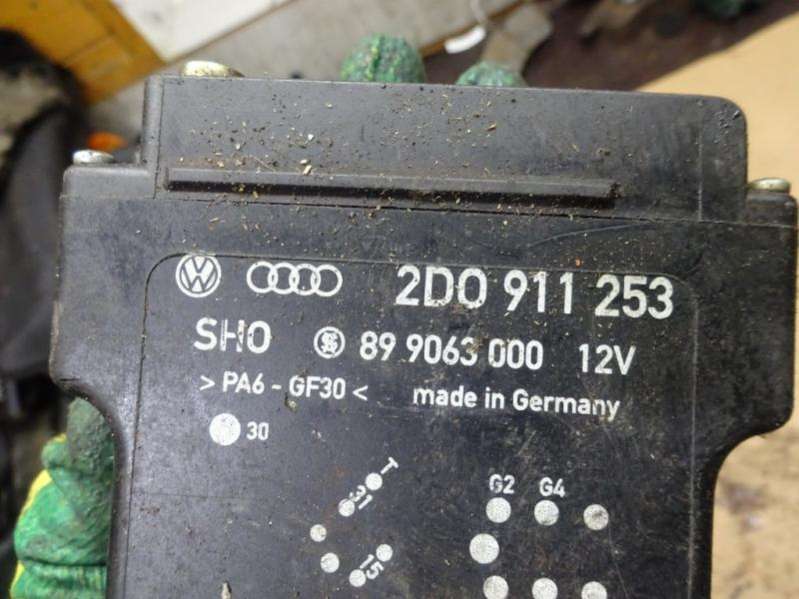 2D0 911 253
SHO 89 9063 000 12V
> PA6 - GF30 < made in Germany
30
T
31
15
G2 G4